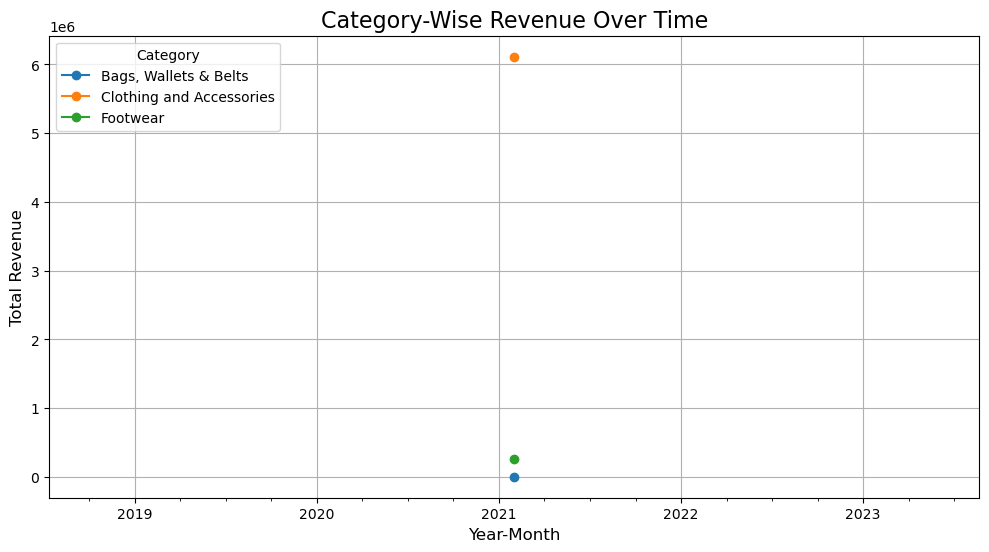 Category-Wise Revenue Over Time
1e6
Category
Bags, Wallets & Belts
Clothing and Accessories
Footwear
6
5
4
3
2
1
0
Total Revenue
2019 2020 2021 2022 2023
Year-Month